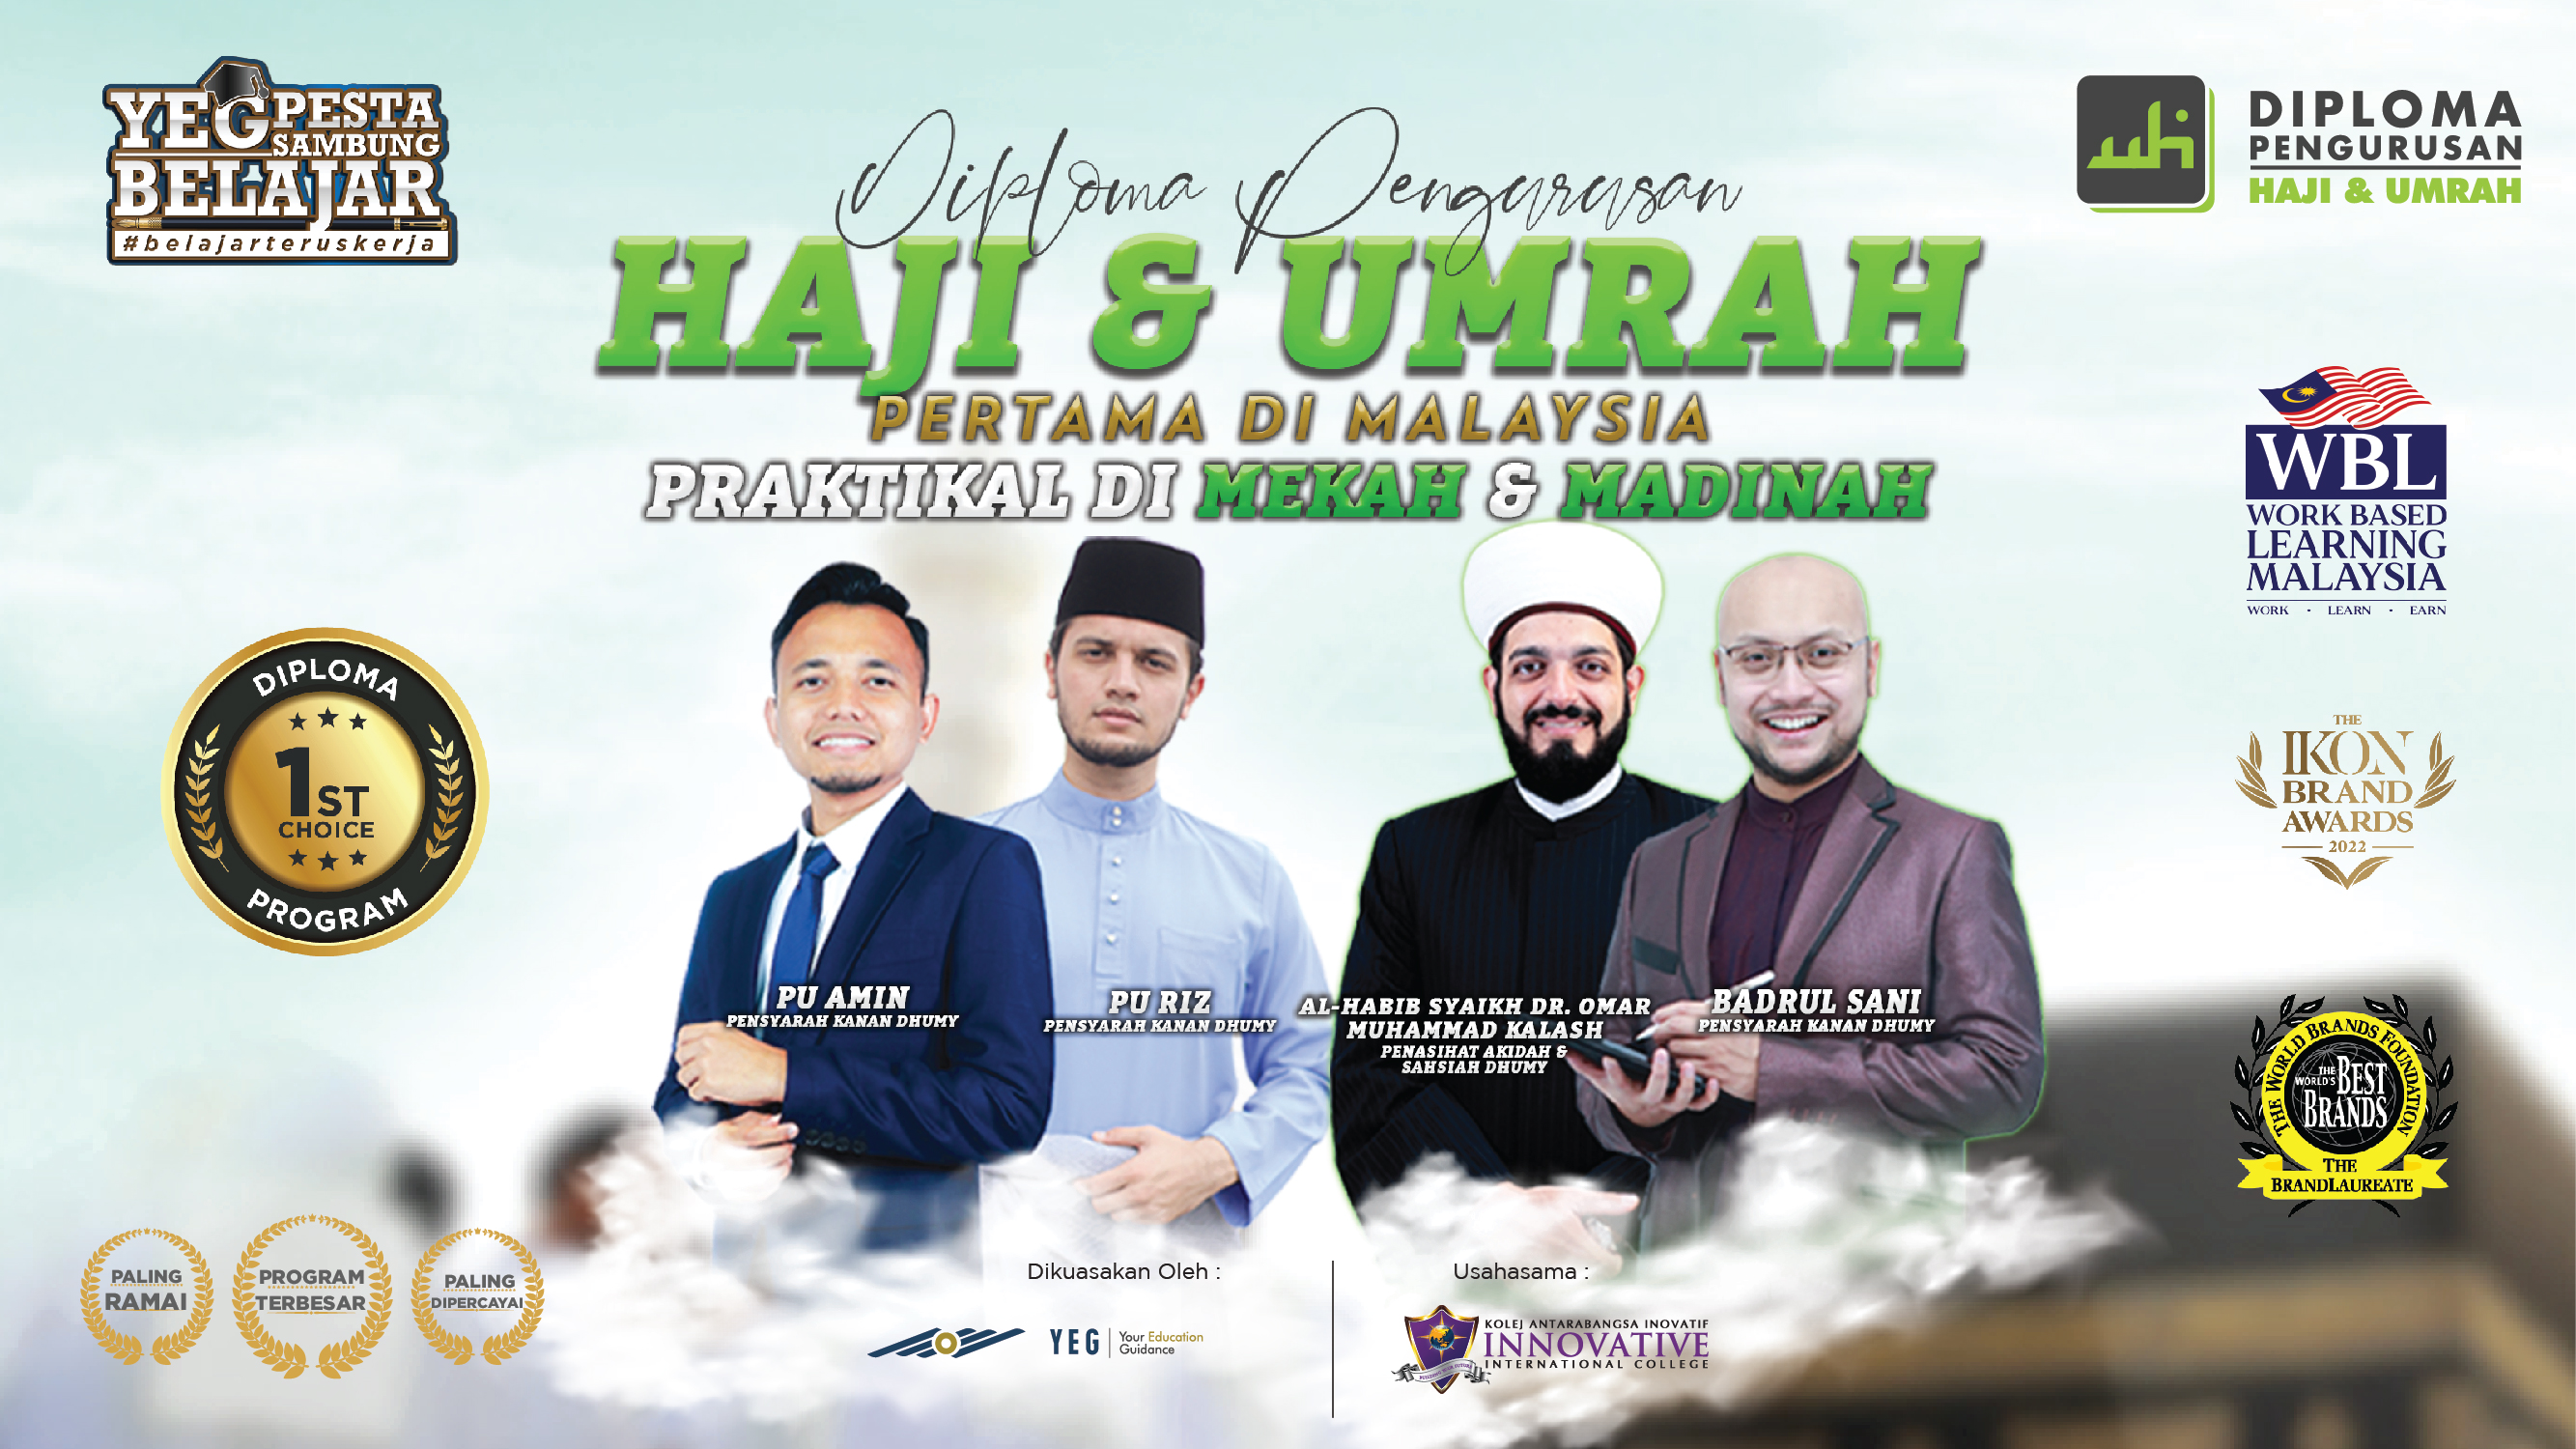 YEG PESTA
SAMBUNG
BELAJAR
#belajarteruskerja
Diploma Pengurusan
HAJI & UMRAH
PERTAMA DI MALAYSIA
PRAKTIKAL DI MEKAH & MADINAH
DIPLOMA
PENGURUSAN
HAJI & UMRAH
WBL
WORK BASED
LEARNING
MALAYSIA
WORK · LEARN · EARN
DIPLOMA
1ST
CHOICE
PROGRAM
THE
IKON
BRAND
AWARDS
2022
PU AMIN
PENSYARAH KANAN DHUMY
PU RIZ
PENSYARAH KANAN DHUMY
AL-HABIB SYAIKH DR. OMAR
MUHAMMAD KALASH
PENASIHAT AKIDAH &
SAHSIAH DHUMY
BADRUL SANI
PENSYARAH KANAN DHUMY
THE WORLD BRANDS FOUNDATION
THE
WORLD'S BEST
BRANDS
THE
BRANDLAUREATE
PALING
RAMAI
PROGRAM
TERBESAR
PALING
DIPERCAYAI
Dikuasakan Oleh :
YEG Your Education
Guidance
Usahasama :
KOLEJ ANTARABANGSA INOVATIF
INNOVATIVE
INTERNATIONAL COLLEGE